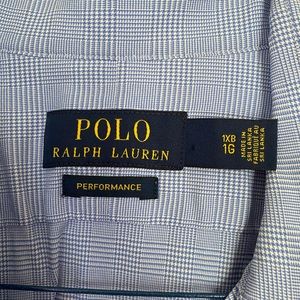 POLO
RALPH LAUREN
PERFORMANCE
1XB
1G
MADE IN
SRI LANKA
FABRIQUÉ AU
SRI LANKA